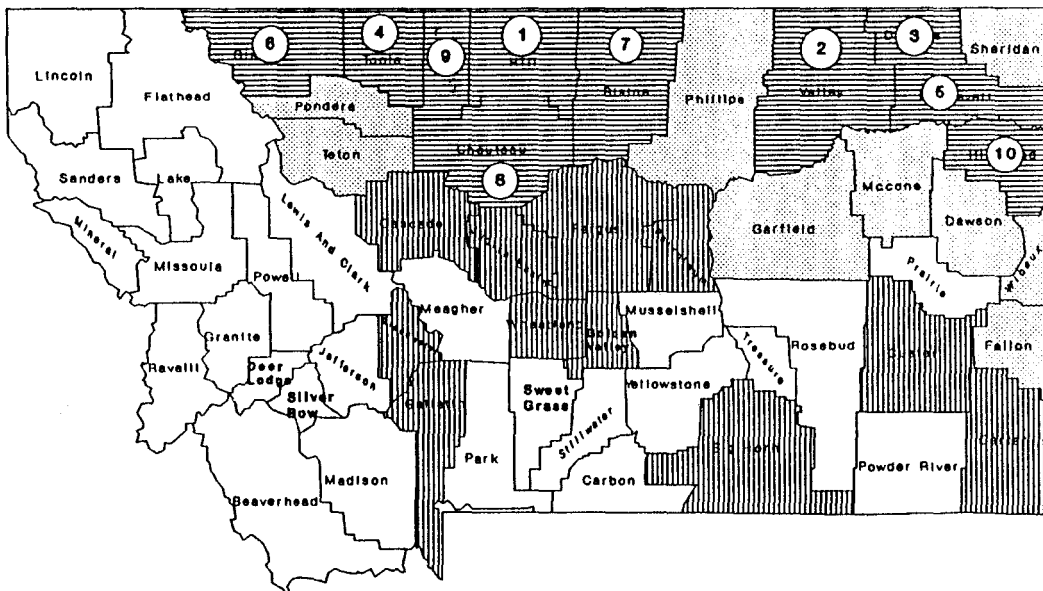 6
4
9
1
7
2
3
Sheridan
Lincoln
Toole
Hill
Flathead
Pondera
Blaine
Phillips
Valley
5
Teton
Chouteau
10
Sanders
Lake
8
Mccone
Dawson
Mineral
Lewis And Clark
Cascade
Fergus
Garfield
Missoula
Powell
Prairie
Wibaux
Meagher
Wheatland
Golden
Valley
Musselshell
Granite
Jefferson
Treasure
Rosebud
Custer
Fallon
Ravalli
Deer
Lodge
Silver
Bow
Gallatin
Sweet
Grass
Yellowstone
Stillwater
Big Horn
Carter
Park
Carbon
Powder River
Madison
Beaverhead